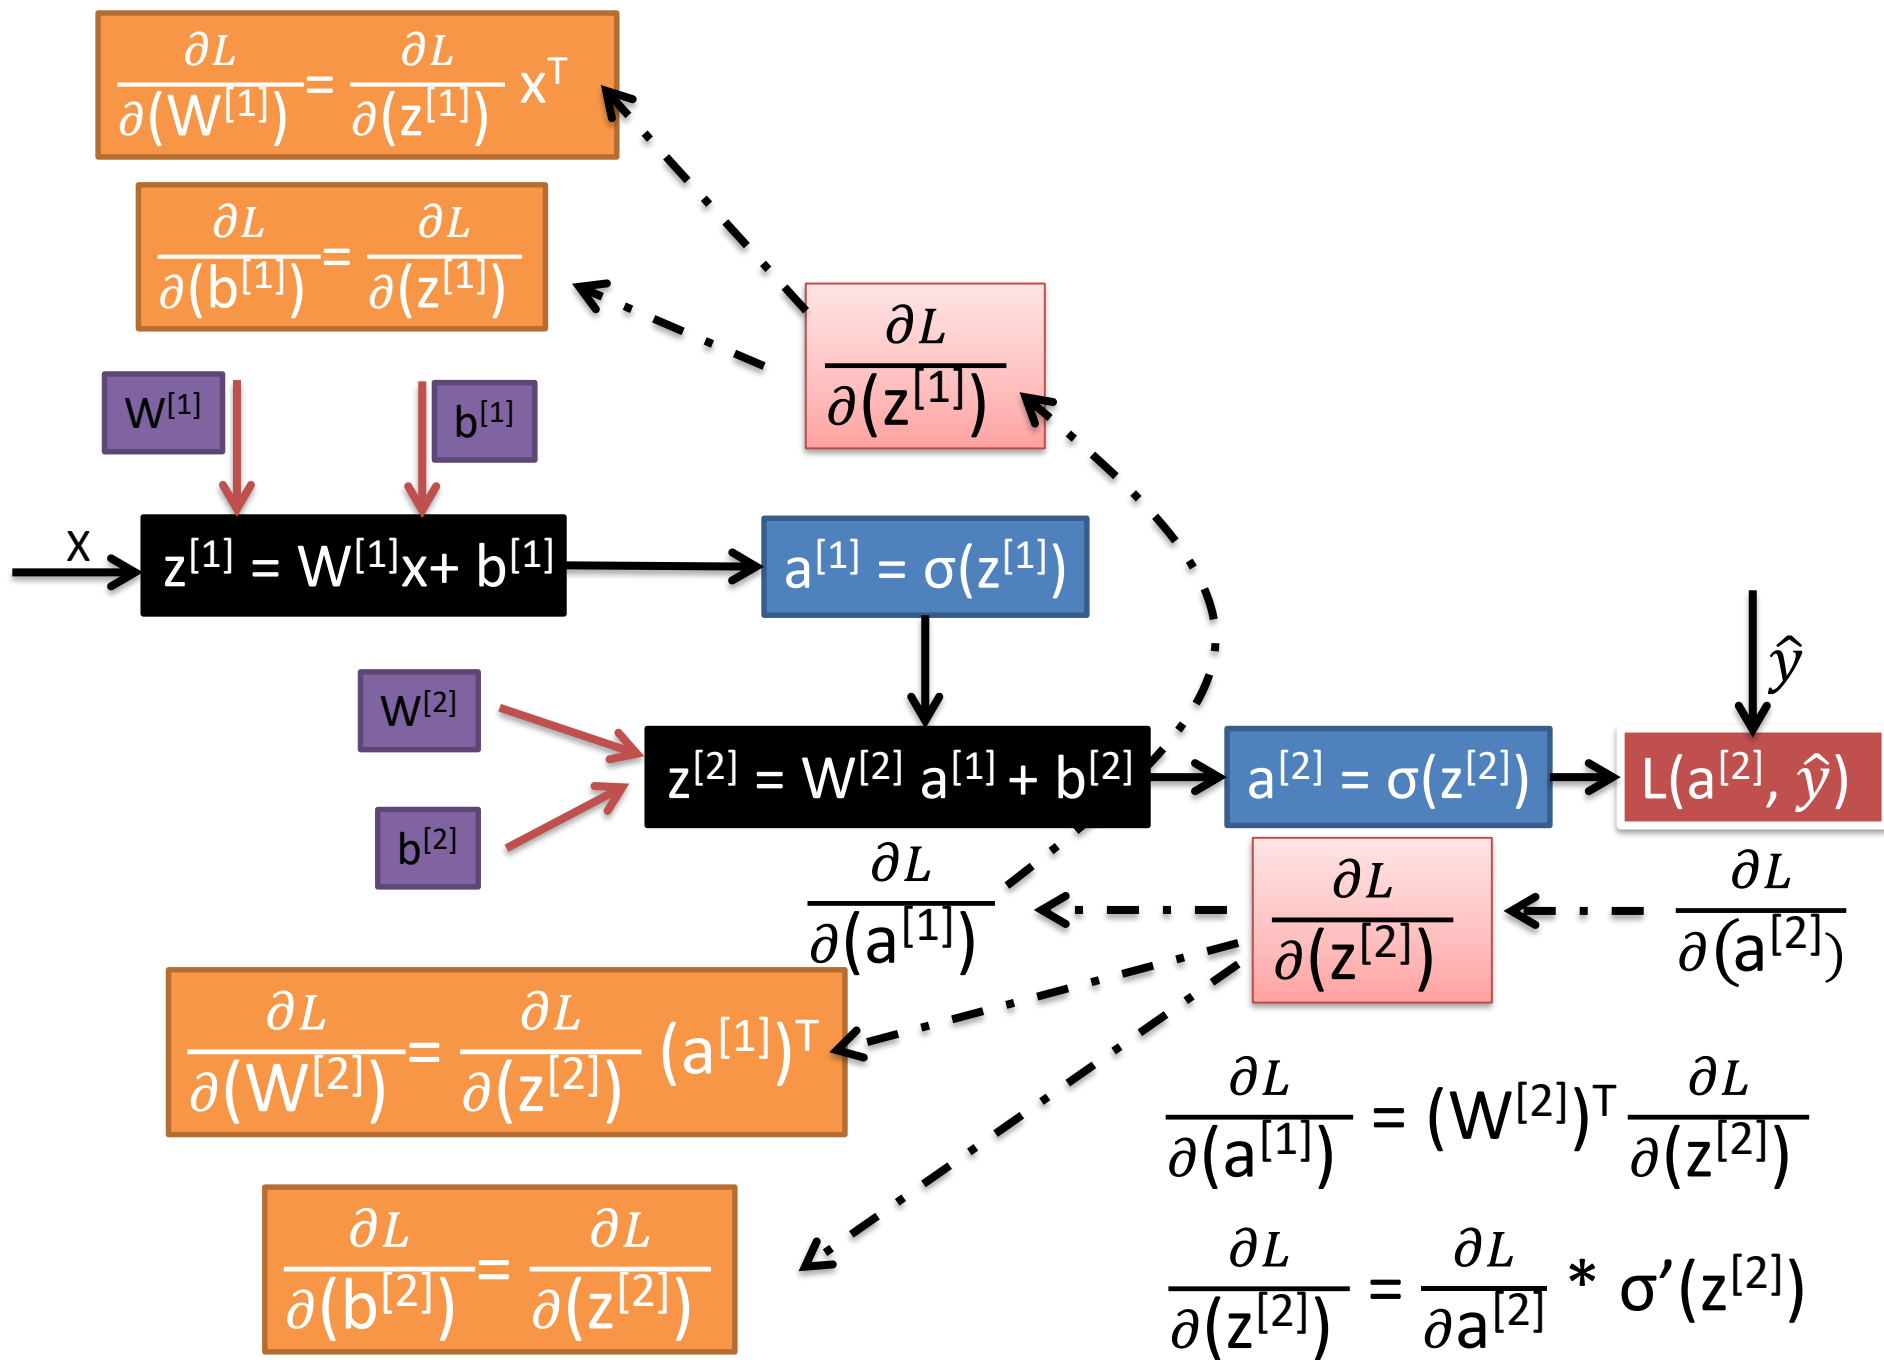 ∂L/∂(W^[1]) = ∂L/∂(z^[1]) x^T
∂L/∂(b^[1]) = ∂L/∂(z^[1])
∂L/∂(z^[1])
W^[1]
b^[1]
x
z^[1] = W^[1]x+ b^[1]
a^[1] = σ(z^[1])
ŷ
W^[2]
z^[2] = W^[2] a^[1] + b^[2]
a^[2] = σ(z^[2])
L(a^[2], ŷ)
b^[2]
∂L/∂(a^[1])
∂L/∂(z^[2])
∂L/∂(a^[2])
∂L/∂(W^[2]) = ∂L/∂(z^[2]) (a^[1])^T
∂L/∂(a^[1]) = (W^[2])^T ∂L/∂(z^[2])
∂L/∂(b^[2]) = ∂L/∂(z^[2])
∂L/∂(z^[2]) = ∂L/∂a^[2] * σ’(z^[2])